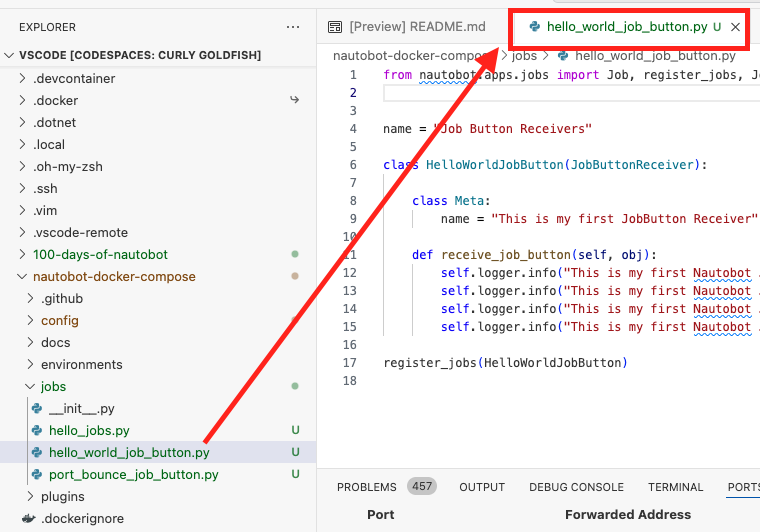 EXPLORER
VSCODE [CODESPACES: CURLY GOLDFISH]
.devcontainer
.docker
.dotnet
.local
.oh-my-zsh
.ssh
.vim
.vscode-remote
100-days-of-nautobot
nautobot-docker-compose
.github
config
docs
environments
jobs
__init__.py
hello_jobs.py U
hello_world_job_button.py U
port_bounce_job_button.py U
plugins
.dockerignore
[Preview] README.md
hello_world_job_button.py U
nautobot-docker-compose > jobs > hello_world_job_button.py
1 from nautobot.apps.jobs import Job, register_jobs,
2
3
4 name = "Job Button Receivers"
5
6 class HelloWorldJobButton(JobButtonReceiver):
7
8 class Meta:
9 name = "This is my first JobButton Receiver"
10
11 def receive_job_button(self, obj):
12 self.logger.info("This is my first Nautobot
13 self.logger.info("This is my first Nautobot
14 self.logger.info("This is my first Nautobot
15 self.logger.info("This is my first Nautobot
16
17 register_jobs(HelloWorldJobButton)
18
PROBLEMS 457 OUTPUT DEBUG CONSOLE TERMINAL PORTS
Port Forwarded Address